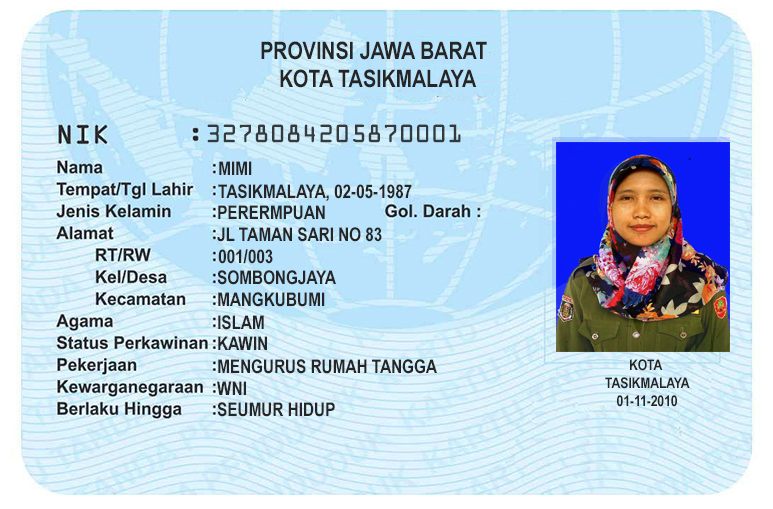 PROVINSI JAWA BARAT
KOTA TASIKMALAYA
NIK : 3278084205870001
Nama :MIMI
Tempat/Tgl Lahir :TASIKMALAYA, 02-05-1987
Jenis Kelamin :PERERMPUAN Gol. Darah :
Alamat :JL TAMAN SARI NO 83
RT/RW :001/003
Kel/Desa :SOMBONGJAYA
Kecamatan :MANGKUBUMI
Agama :ISLAM
Status Perkawinan :KAWIN
Pekerjaan :MENGURUS RUMAH TANGGA
Kewarganegaraan :WNI
Berlaku Hingga :SEUMUR HIDUP
KOTA
TASIKMALAYA
01-11-2010